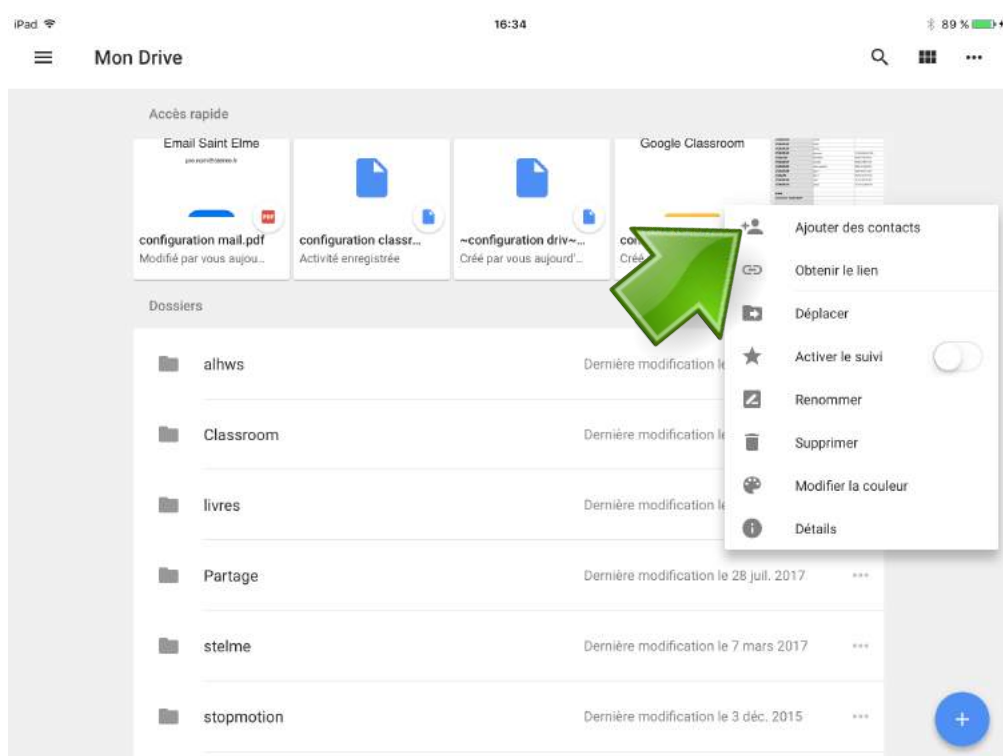 iPad 16:34 89 %
Mon Drive
Accès rapide
Email Saint Elme
Google Classroom
PDF
configuration mail.pdf
configuration classr...
~configuration driv~...
Modifié par vous aujou...
Activité enregistrée
Créé par vous aujourd'...
Ajouter des contacts
Obtenir le lien
Déplacer
Activer le suivi
Renommer
Supprimer
Modifier la couleur
Détails
Dossiers
alhws Dernière modification le
Classroom Dernière modification le
livres Dernière modification le
Partage Dernière modification le 28 juil. 2017
stelme Dernière modification le 7 mars 2017
stopmotion Dernière modification le 3 déc. 2015